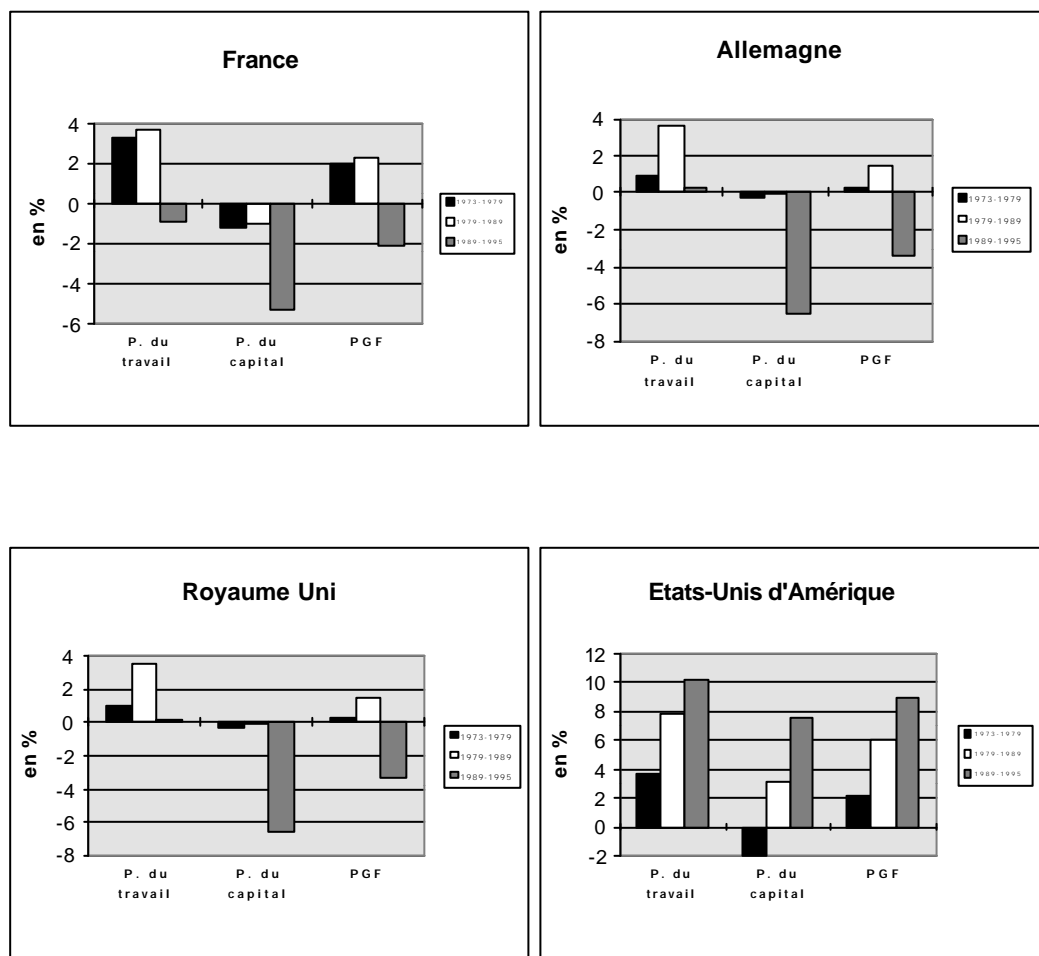 France
en %
4
2
0
-2
-4
-6
P. du
travail
P. du
capital
PGF
1973-1979
1979-1989
1989-1995
Allemagne
en %
4
2
0
-2
-4
-6
-8
P. du
travail
P. du
capital
PGF
1973-1979
1979-1989
1989-1995
Royaume Uni
en %
4
2
0
-2
-4
-6
-8
P. du
travail
P. du
capital
PGF
1973-1979
1979-1989
1989-1995
Etats-Unis d'Amérique
en %
12
10
8
6
4
2
0
-2
P. du
travail
P. du
capital
PGF
1973-1979
1979-1989
1989-1995